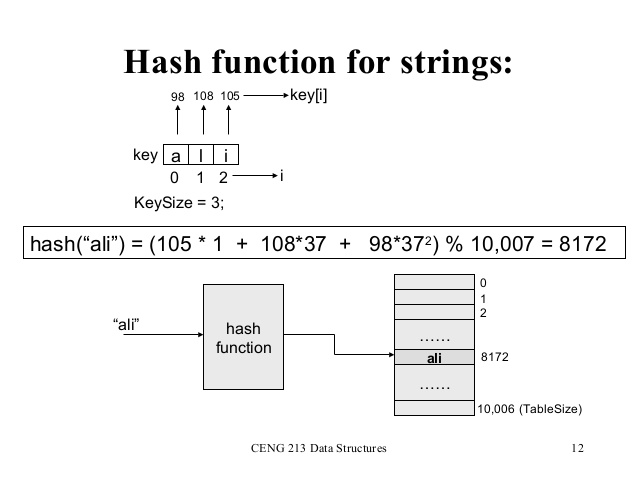 Hash function for strings:
98 108 105 key[i]
key a l i
0 1 2 i
KeySize = 3;
hash(“ali”) = (105 * 1 + 108*37 + 98*37²) % 10,007 = 8172
0
1
2
“ali”
hash
function
……
ali 8172
……
10,006 (TableSize)
CENG 213 Data Structures 12